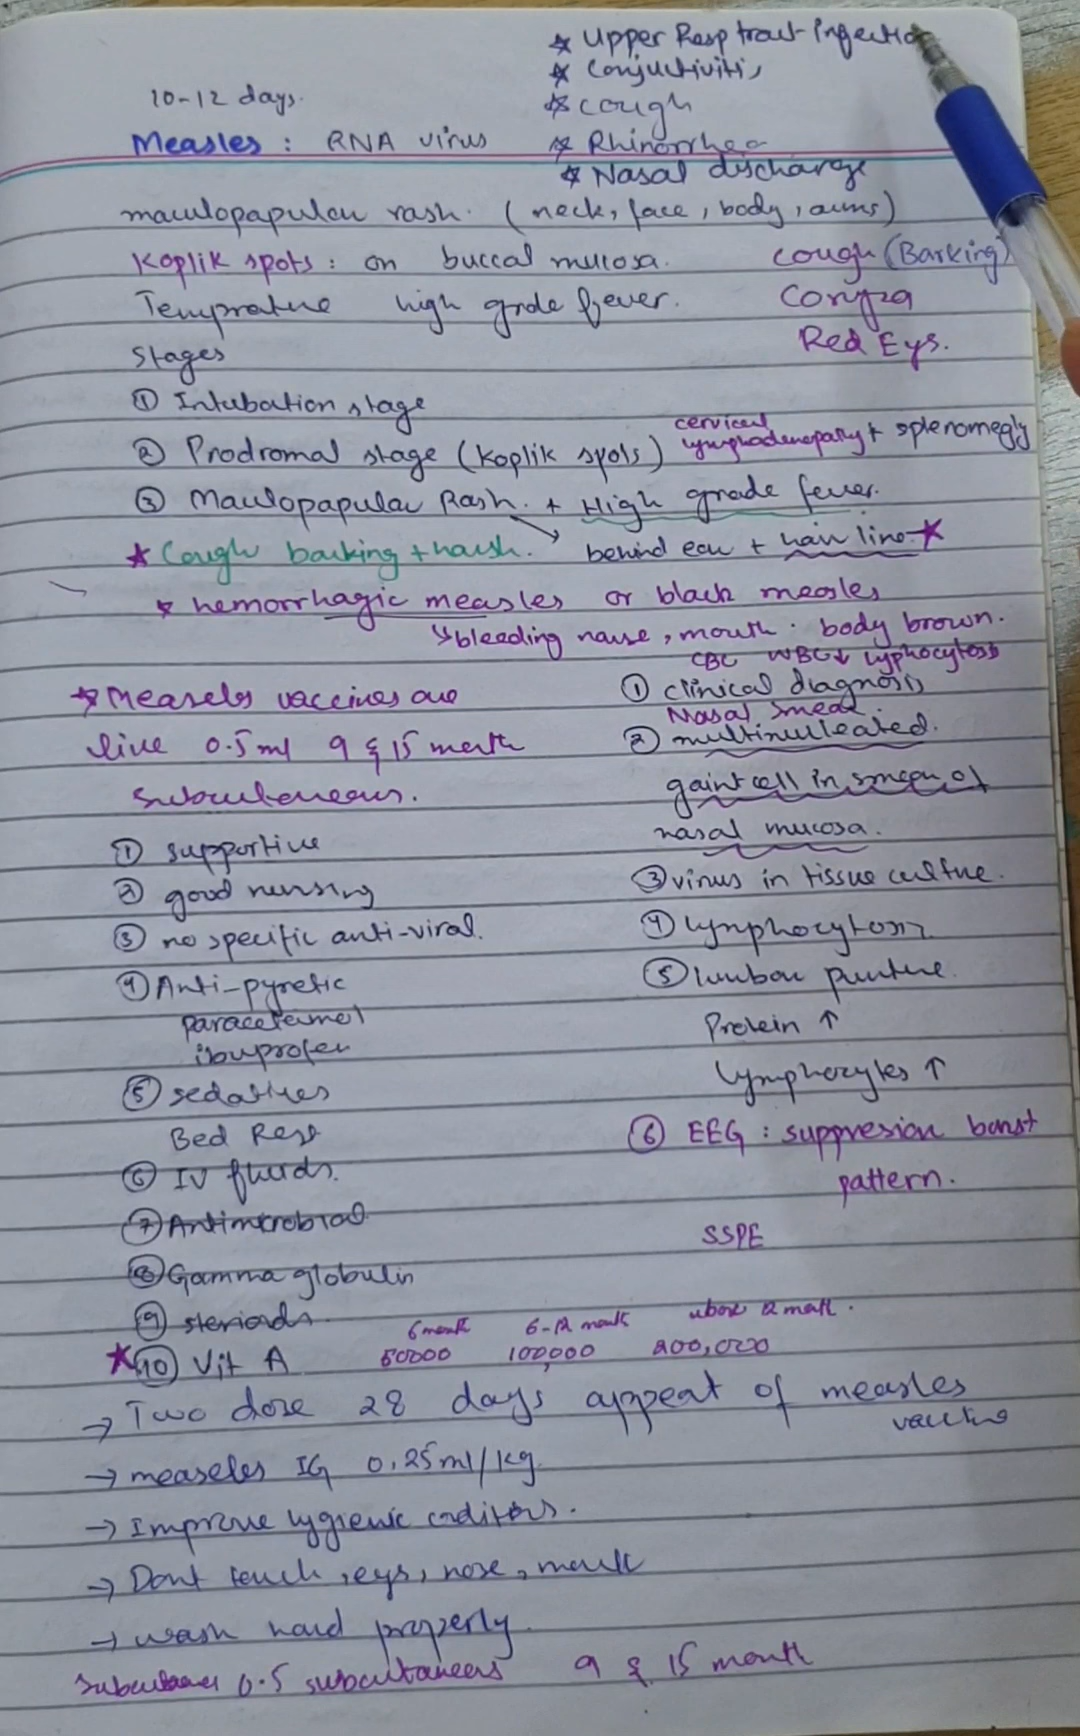 * Upper Resp tract Infection
* Conjuctivitis
10-12 days.
* cough
Measles : RNA virus
* Rhinorrhea
* Nasal discharge
maculopapular rash. (neck, face, body, arms)
Koplik spots : on buccal mucosa.
cough (Barking)
Temprature high grade fever.
Coryza
Red Eys.
Stages
① Intubation stage
② Prodromal stage (Koplik spots) cervical lymphadenopathy + splenomegly
③ Maculopapular Rash. + High grade fever.
* Cough barking + harsh. → behind ear + hair line *
* hemorrhagic measles or black measles
↳ bleeding nause, mouth. body brown.
CBC WBC↓ lyphocytosis
→ Measels vaccines are
live 0.5 ml 9 & 15 month
subcutaneous.
① clinical diagnosis
Nasal smear
② multinucleated.
gaint cell in smear of
nasal mucosa.
③ virus in tissue culture.
④ lymphocytosis
⑤ lumbar puncture.
Protein ↑
lymphocytes ↑
⑥ EEG : suppresion burst
pattern.
SSPE
① supportive
② good nursing
③ no specific anti-viral.
④ Anti-pyretic
paracetamol
ibuprofen
⑤ sedatives
Bed Rest
⑥ IV fluids.
⑦ Antimicrobial
⑧ Gamma globulin
⑨ steriods.
6 month 6-12 month above 12 month.
* ⑩ Vit A 50000 100,000 200,000
→ Two dose 28 days appeat of measles
vaccine
→ measeles IG 0.25ml/kg.
→ Improve hygienic conditions.
→ Dont touch, eys, nose, mouth
→ wash hand properly.
0.5 subcutaneous 9 & 15 month